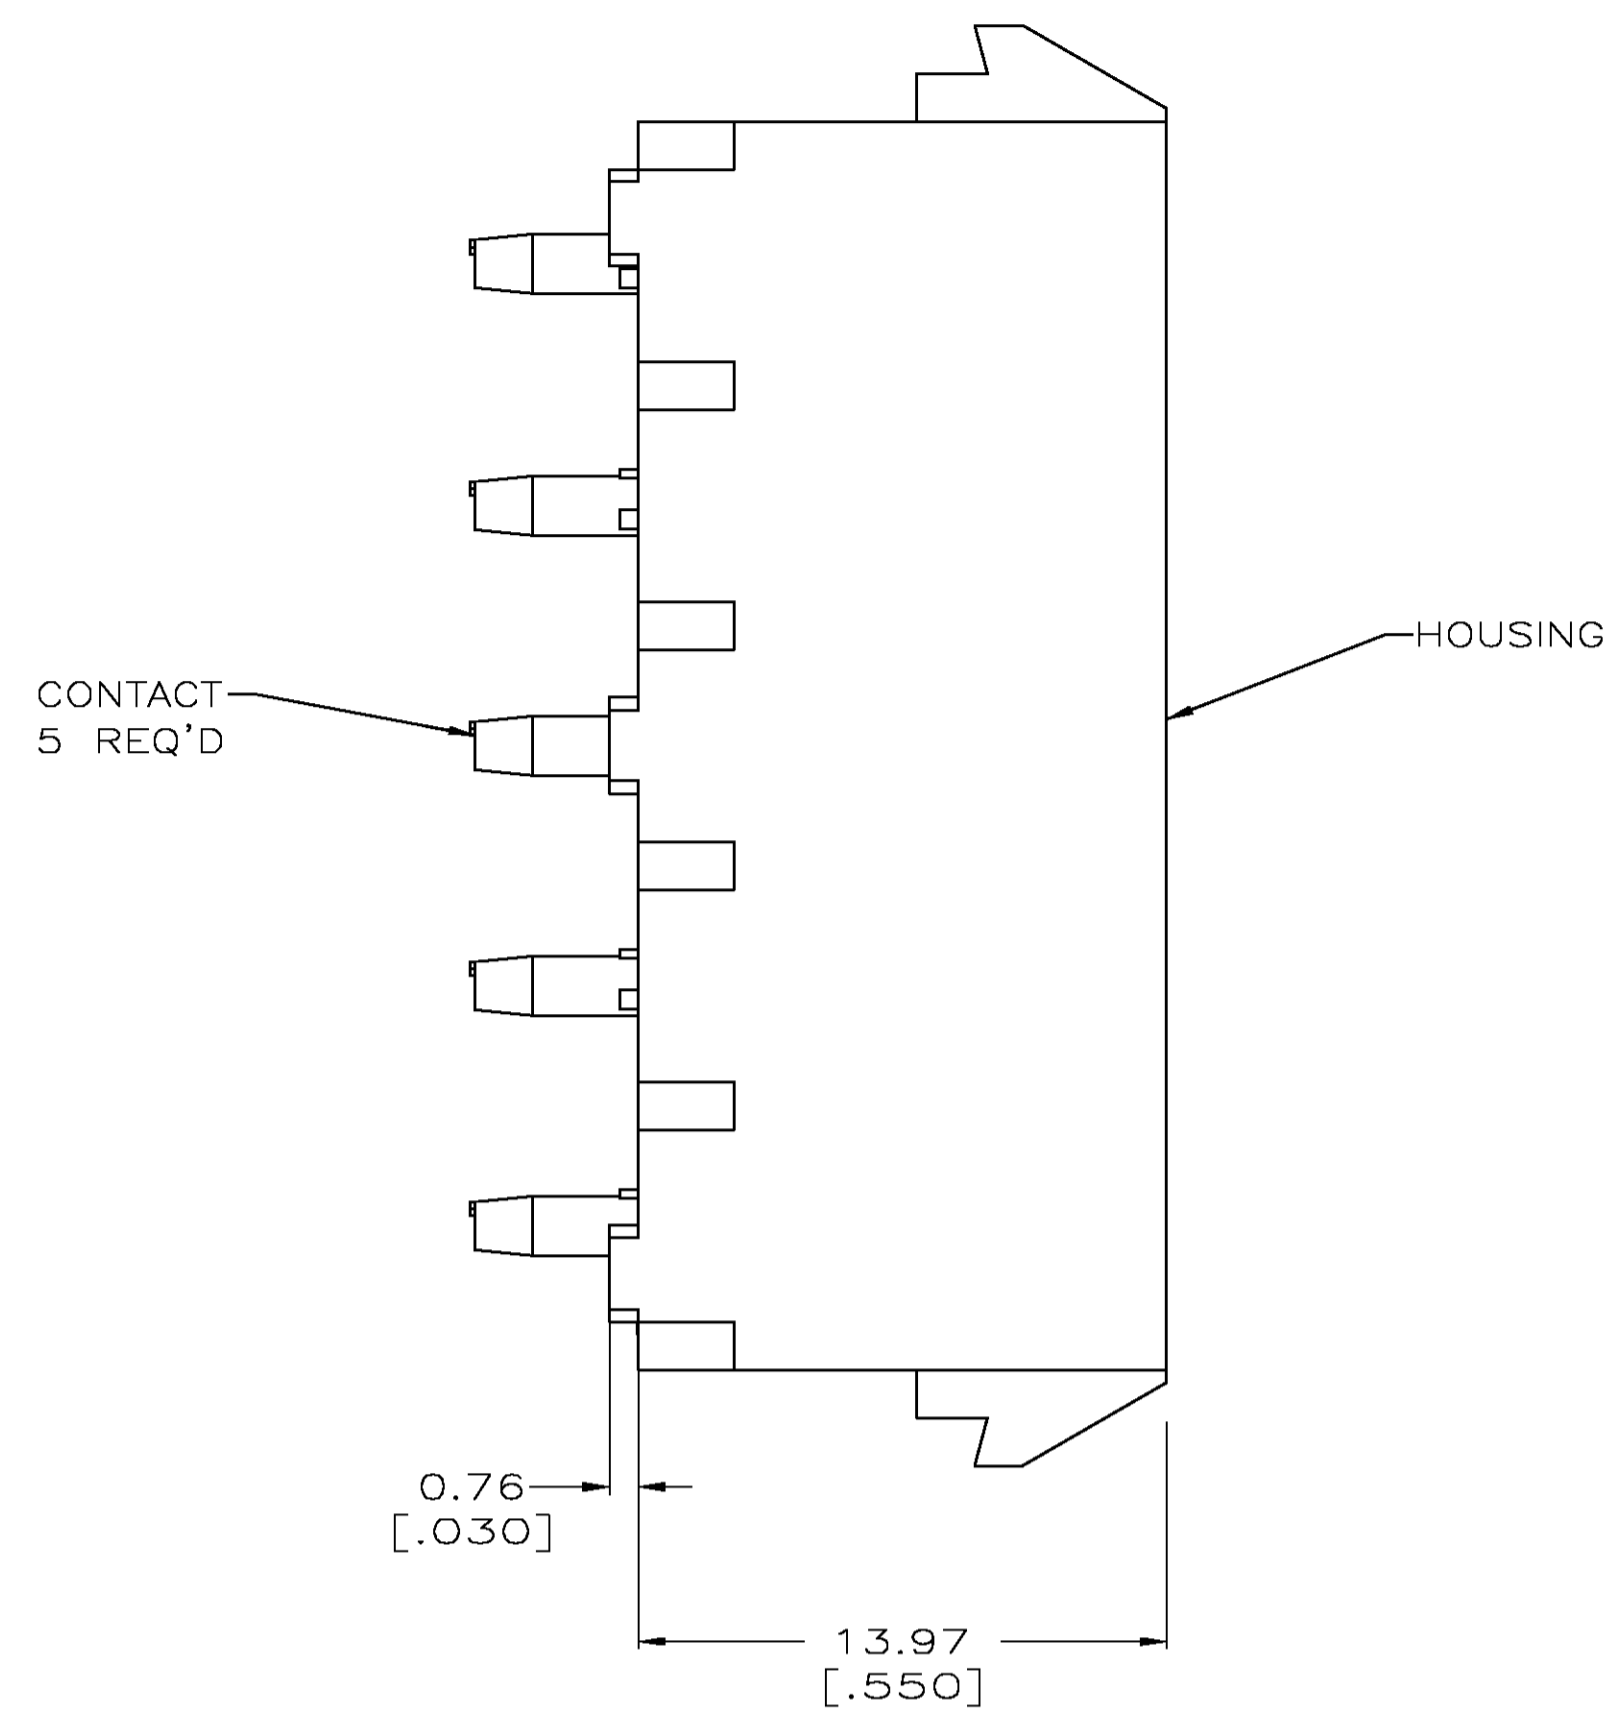 HOUSING
CONTACT
5 REQ'D
0.76
[.030]
13.97
[.550]